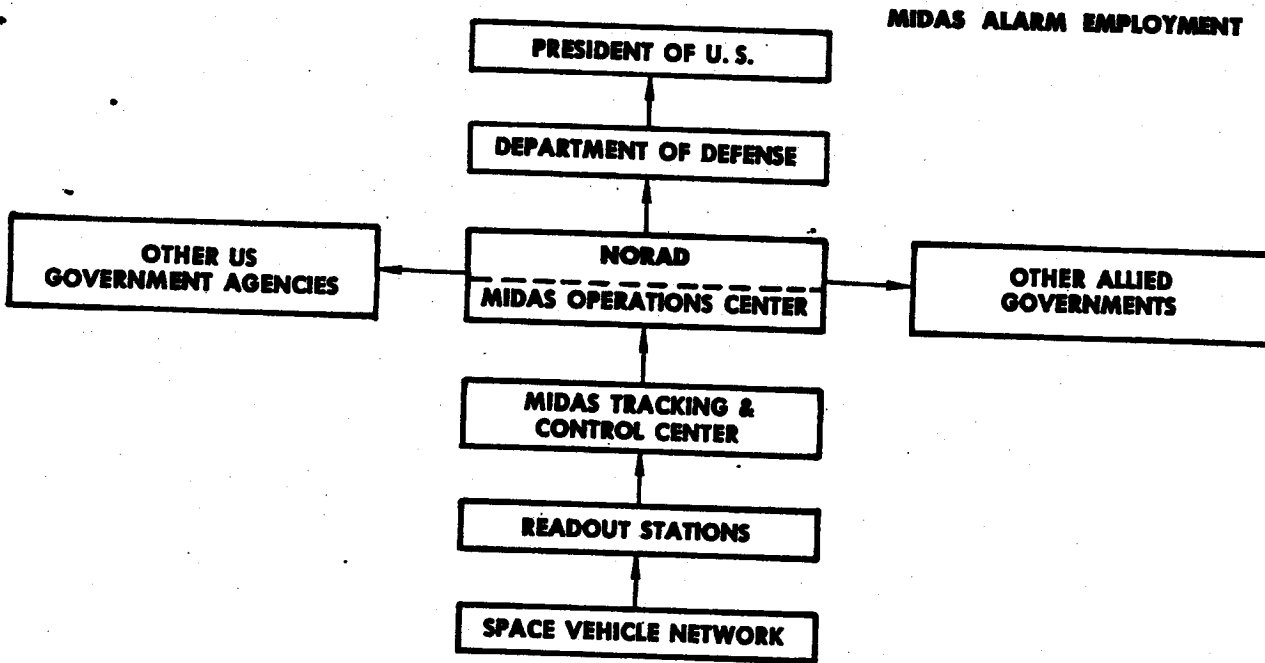 MIDAS ALARM EMPLOYMENT
PRESIDENT OF U. S.
DEPARTMENT OF DEFENSE
OTHER US
GOVERNMENT AGENCIES
NORAD
MIDAS OPERATIONS CENTER
OTHER ALLIED
GOVERNMENTS
MIDAS TRACKING &
CONTROL CENTER
READOUT STATIONS
SPACE VEHICLE NETWORK